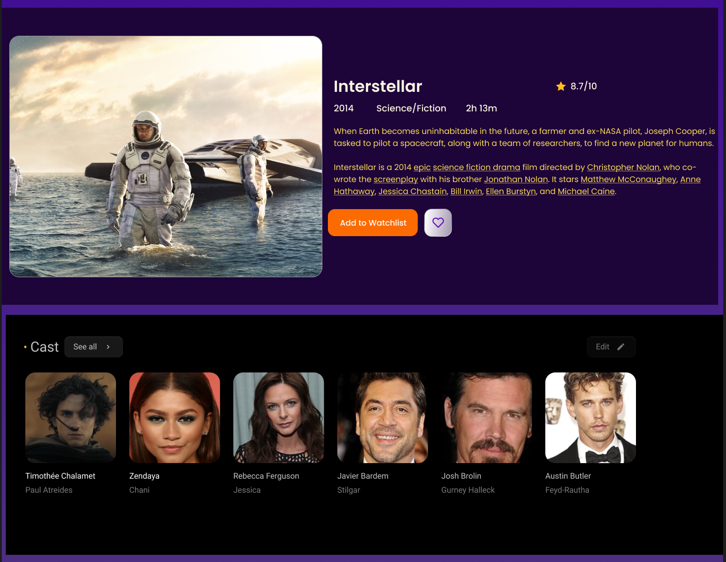 Interstellar
8.7/10
2014 Science/Fiction 2h 13m
When Earth becomes uninhabitable in the future, a farmer and ex-NASA pilot, Joseph Cooper, is
tasked to pilot a spacecraft, along with a team of researchers, to find a new planet for humans.
Interstellar is a 2014 epic science fiction drama film directed by Christopher Nolan, who co-
wrote the screenplay with his brother Jonathan Nolan. It stars Matthew McConaughey, Anne
Hathaway, Jessica Chastain, Bill Irwin, Ellen Burstyn, and Michael Caine.
Add to Watchlist
Cast
See all
Edit
Timothée Chalamet
Paul Atreides
Zendaya
Chani
Rebecca Ferguson
Jessica
Javier Bardem
Stilgar
Josh Brolin
Gurney Halleck
Austin Butler
Feyd-Rautha